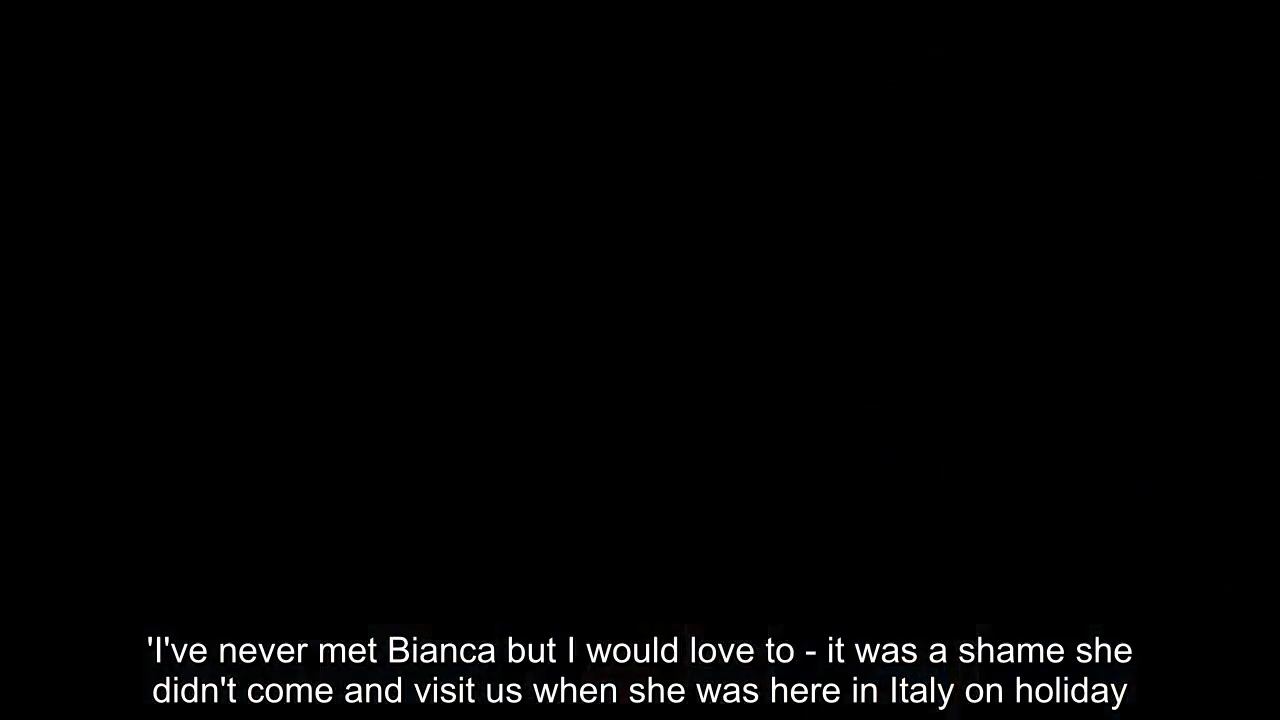 'I've never met Bianca but I would love to - it was a shame she
didn't come and visit us when she was here in Italy on holiday